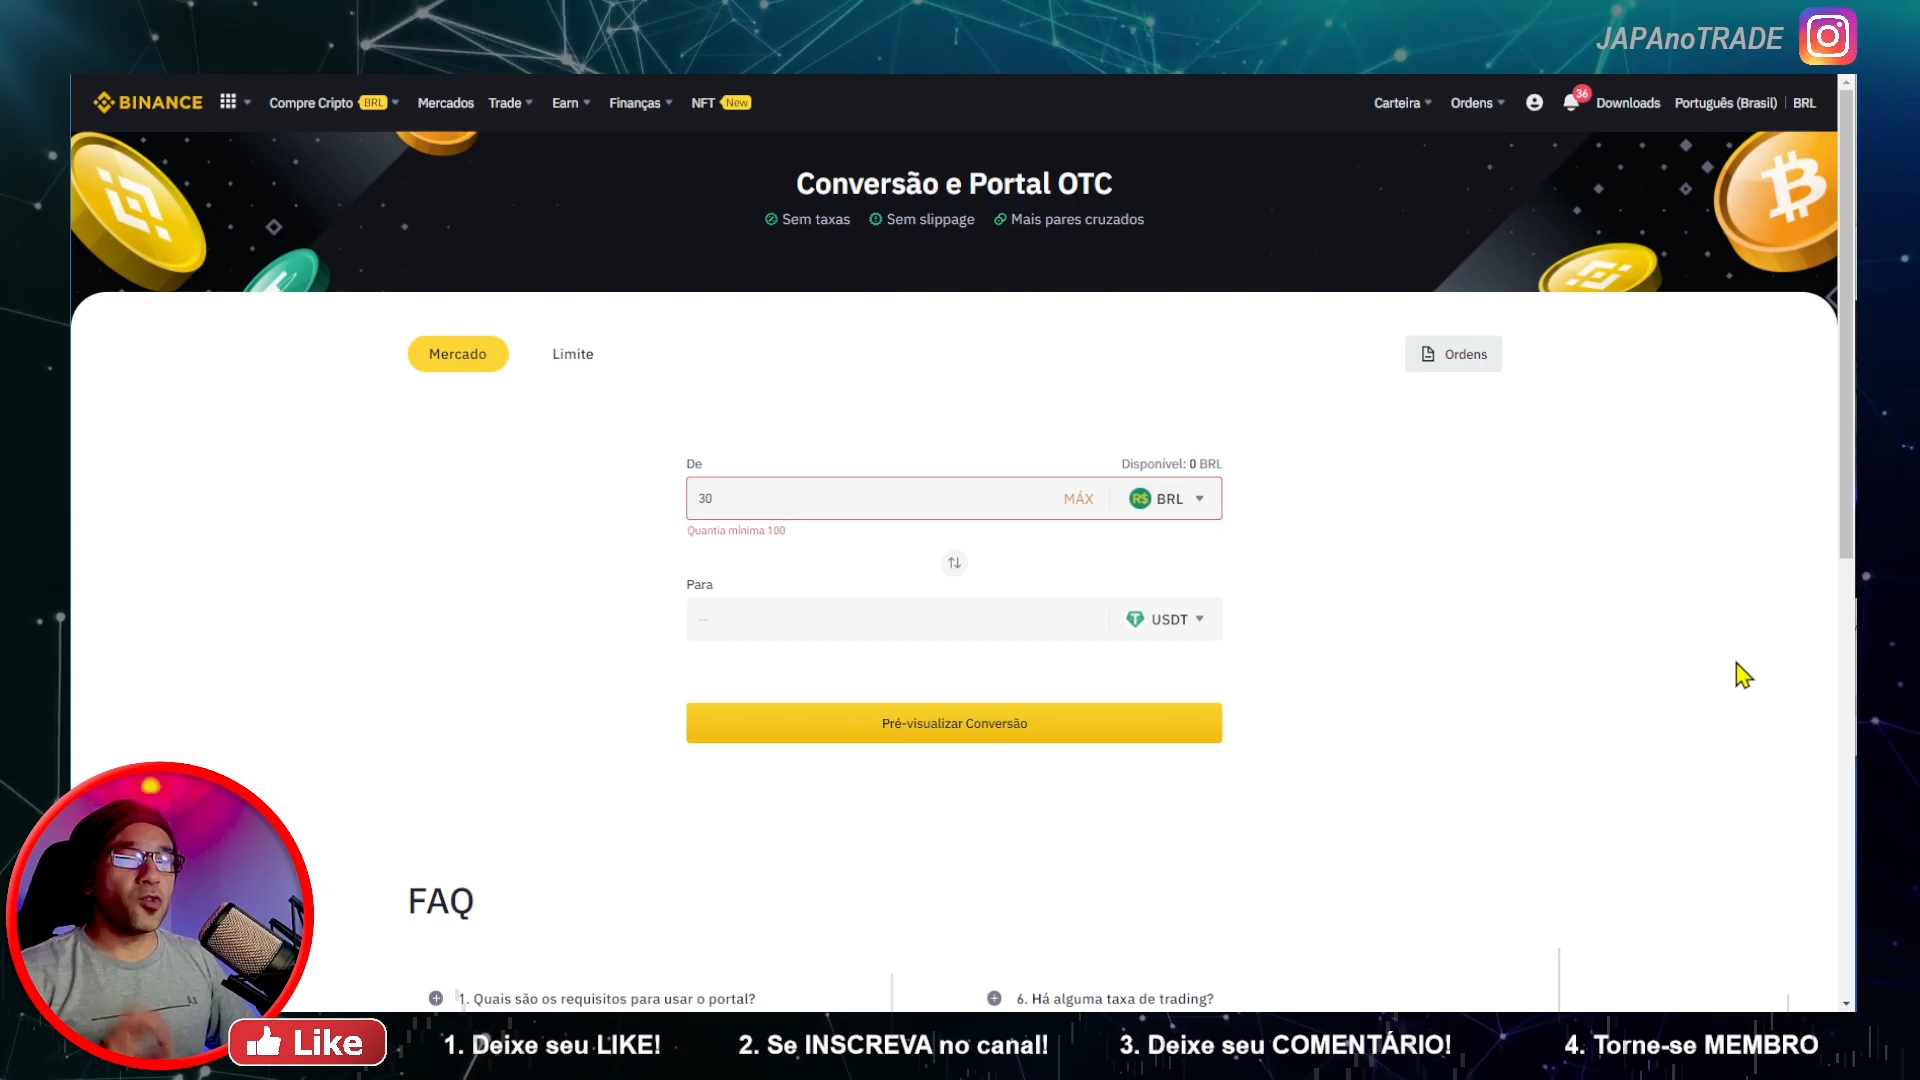 JAPAnoTRADE
BINANCE Compre Cripto BRL Mercados Trade Earn Finanças NFT New Carteira Ordens 36 Downloads Português (Brasil) BRL
Conversão e Portal OTC
Sem taxas Sem slippage Mais pares cruzados
Mercado Limite Ordens
De Disponível: 0 BRL
30 MÁX R$ BRL
Quantia mínima 100
Para
-- USDT
Pré-visualizar Conversão
FAQ
1. Quais são os requisitos para usar o portal? 6. Há alguma taxa de trading?
Like 1. Deixe seu LIKE! 2. Se INSCREVA no canal! 3. Deixe seu COMENTÁRIO! 4. Torne-se MEMBRO